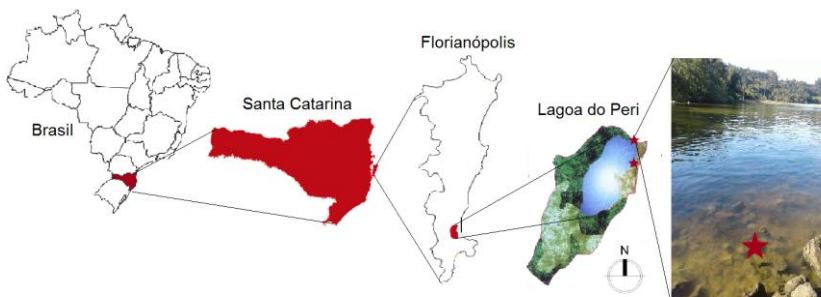 Brasil
Santa Catarina
Florianópolis
Lagoa do Peri
N